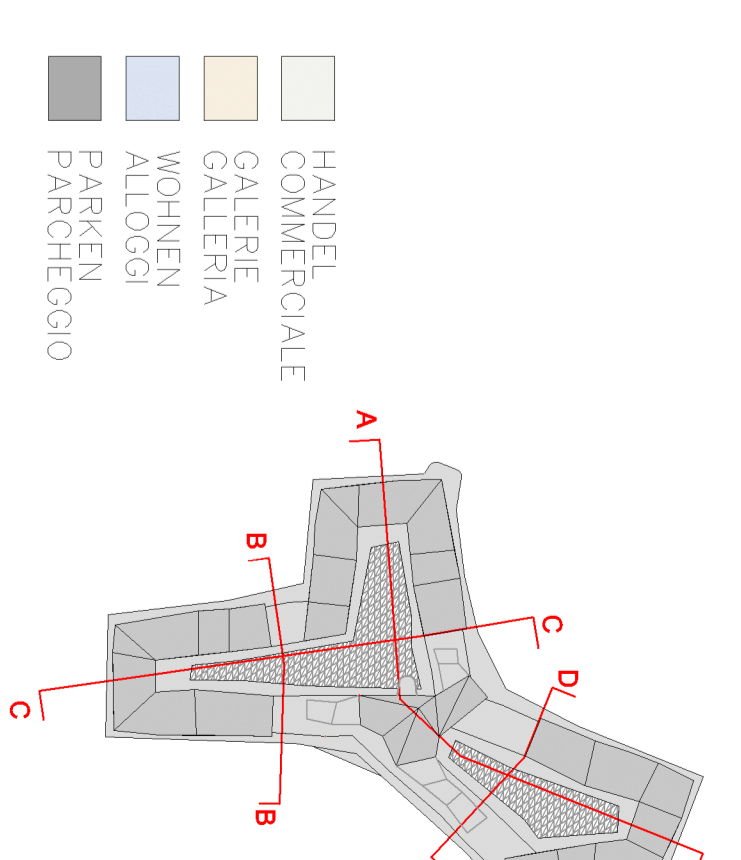 HANDEL
COMMERCIALE
GALERIE
GALLERIA
WOHNEN
ALLOGGI
PARKEN
PARCHEGGIO
A
B
C
D
C
B